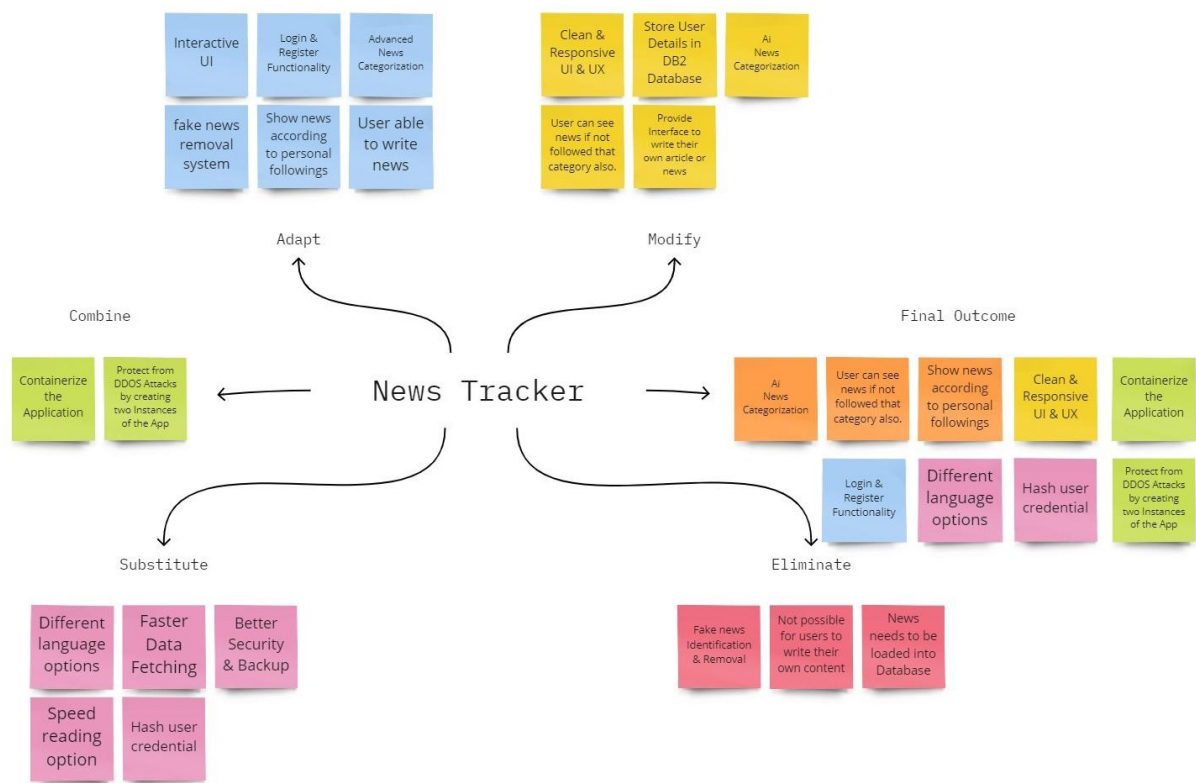 Interactive
UI
Login &
Register
Functionality
Advanced
News
Categorization
fake news
removal
system
Show news
according
to personal
followings
User able
to write
news
Adapt
Clean &
Responsive
UI & UX
Store User
Details in
DB2
Database
Ai
News
Categorization
User can see
news if not
followed that
category also.
Provide
Interface to
write their
own article or
news
Modify
Combine
Containerize
the
Application
Protect from
DDOS Attacks
by creating
two Instances
of the App
News Tracker
Final Outcome
Ai
News
Categorization
User can see
news if not
followed that
category also.
Show news
according
to personal
followings
Clean &
Responsive
UI & UX
Containerize
the
Application
Login &
Register
Functionality
Different
language
options
Hash user
credential
Protect from
DDOS Attacks
by creating
two Instances
of the App
Substitute
Different
language
options
Faster
Data
Fetching
Better
Security
& Backup
Speed
reading
option
Hash user
credential
Eliminate
Fake news
Identification
& Removal
Not possible
for users to
write their
own content
News
needs to be
loaded into
Database